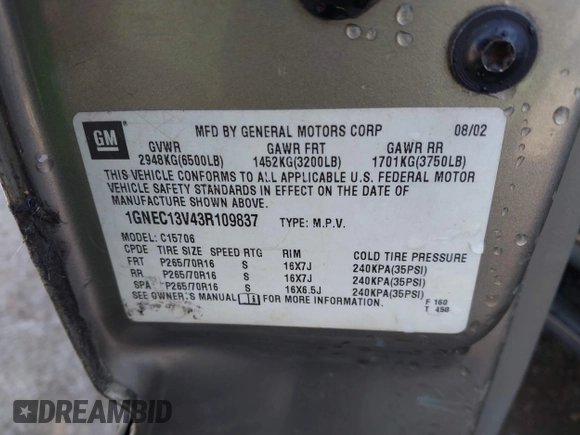 GM
MFD BY GENERAL MOTORS CORP 08/02
GVWR GAWR FRT GAWR RR
2948KG(6500LB) 1452KG(3200LB) 1701KG(3750LB)
THIS VEHICLE CONFORMS TO ALL APPLICABLE U.S. FEDERAL MOTOR
VEHICLE SAFETY STANDARDS IN EFFECT ON THE DATE OF
MANUFACTURE SHOWN ABOVE.
1GNEC13V43R109837 TYPE: M.P.V.
MODEL: C15706
CPDE TIRE SIZE SPEED RTG RIM COLD TIRE PRESSURE
FRT P265/70R16 S 16X7J 240KPA(35PSI)
RR P265/70R16 S 16X7J 240KPA(35PSI)
SPA P265/70R16 S 16X6.5J 240KPA(35PSI)
SEE OWNER'S MANUAL FOR MORE INFORMATION.
F 160
T 450
DREAMBID